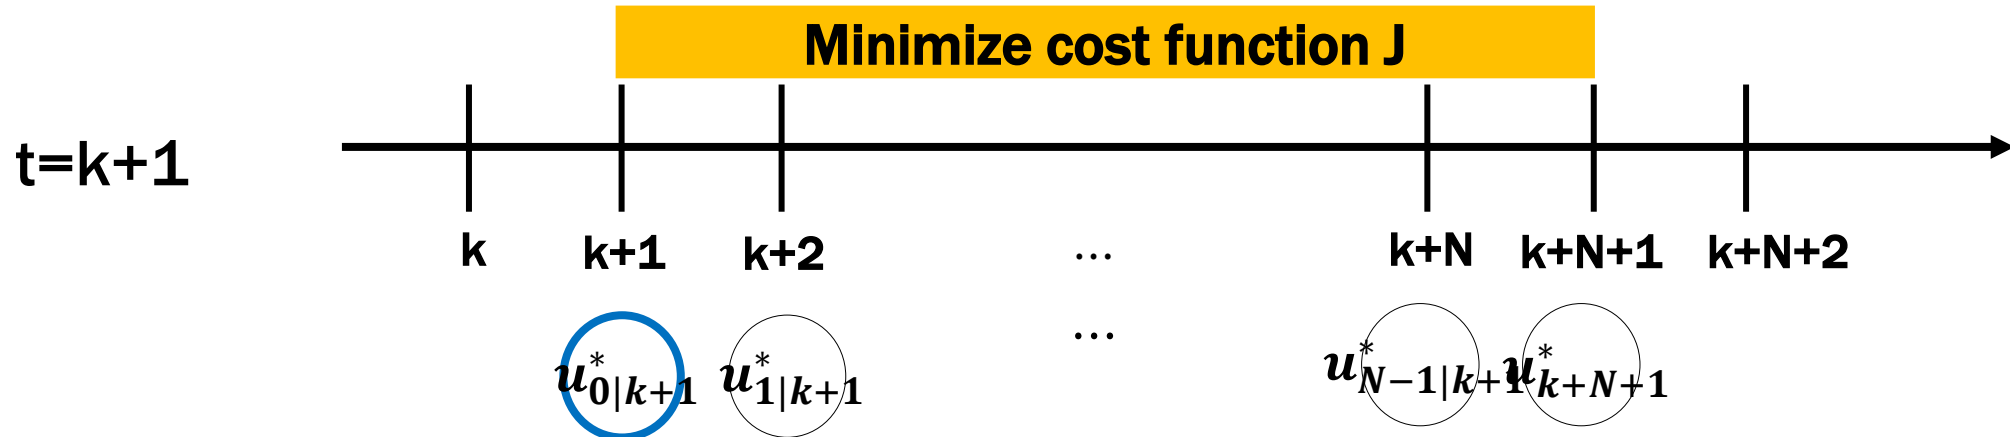 Minimize cost function J
t=k+1
k k+1 k+2 ... k+N k+N+1 k+N+2
...
u*0|k+1 u*1|k+1 u*N−1|k+1 u*k+N+1